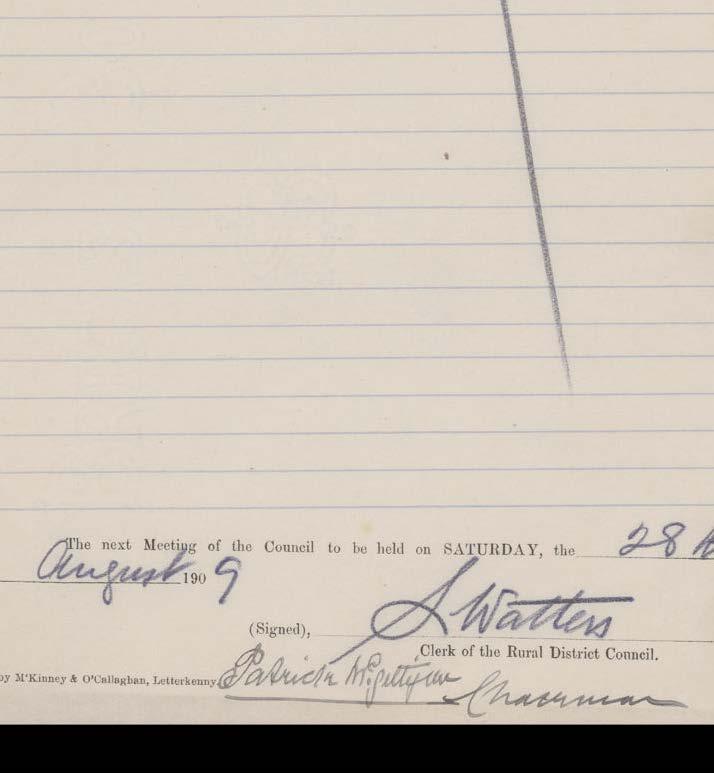 The next Meeting of the Council to be held on SATURDAY, the 28th
August 1909
(Signed), S Watters
Clerk of the Rural District Council.
by M'Kinney & O'Callaghan, Letterkenny.
Patrick McGettigan Chairman